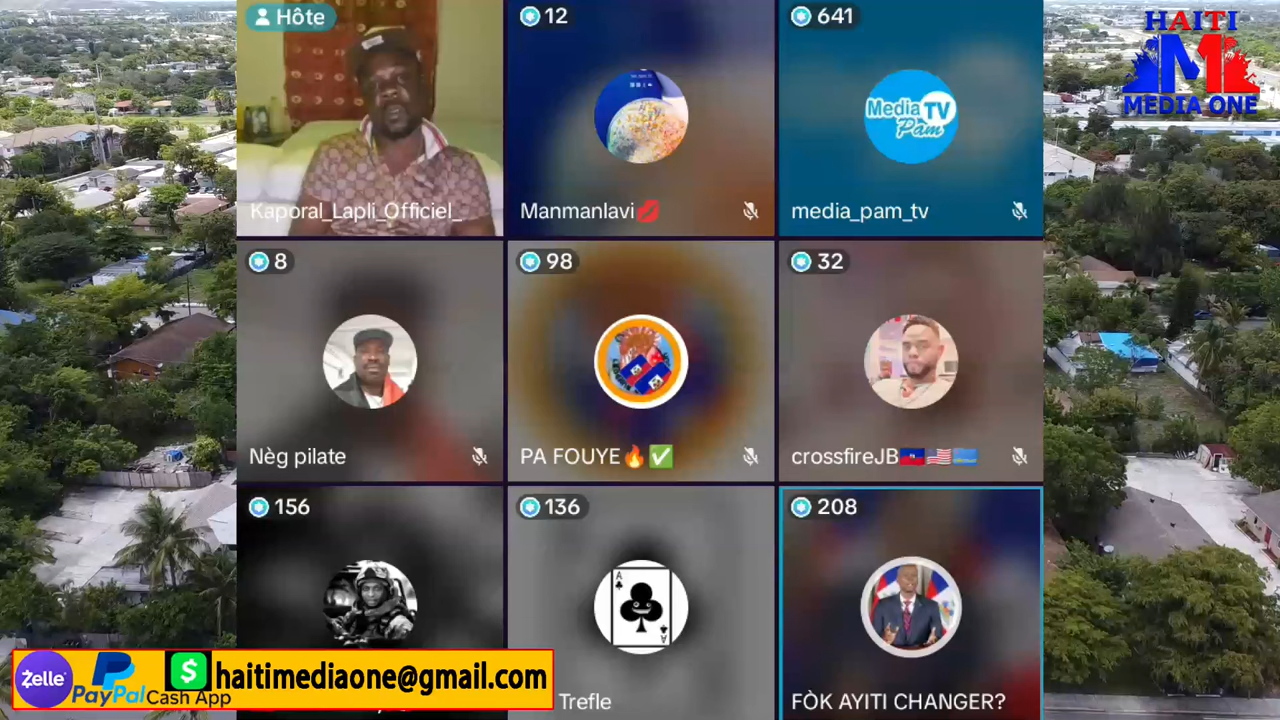 Hôte
Kaporal_Lapli_Officiel_
12
Manmanlavi💋
641
Media TV
Pam
media_pam_tv
HAITI
M
MEDIA ONE
8
Nèg pilate
98
PA FOUYE🔥✅
32
crossfireJB🇭🇹🇺🇸🇦🇼
156
136
A
A
Trefle
208
FÒK AYITI CHANGER?
Zelle
PayPal
$
Cash App
haitimediaone@gmail.com